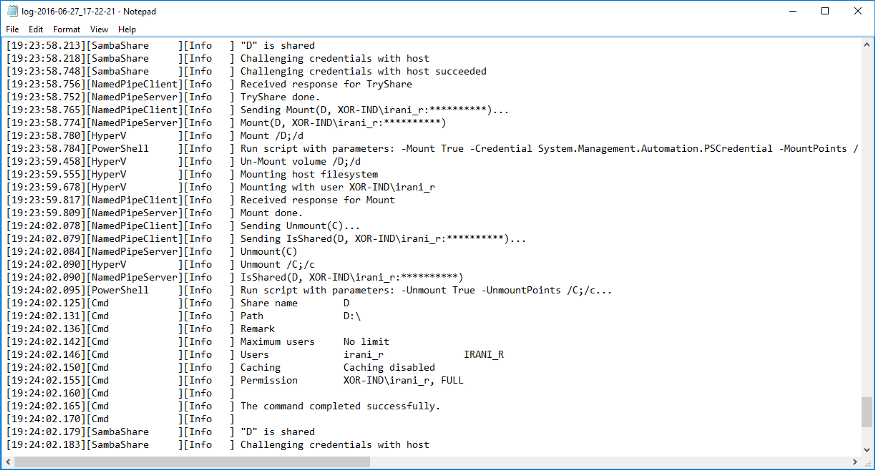 log-2016-06-27_17-22-21 - Notepad
File Edit Format View Help
[19:23:58.213][SambaShare     ][Info   ] "D" is shared
[19:23:58.218][SambaShare     ][Info   ] Challenging credentials with host
[19:23:58.748][SambaShare     ][Info   ] Challenging credentials with host succeeded
[19:23:58.756][NamedPipeClient][Info   ] Received response for TryShare
[19:23:58.752][NamedPipeServer][Info   ] TryShare done.
[19:23:58.765][NamedPipeClient][Info   ] Sending Mount(D, XOR-IND\irani_r:**********)...
[19:23:58.774][NamedPipeServer][Info   ] Mount(D, XOR-IND\irani_r:**********)
[19:23:58.780][HyperV         ][Info   ] Mount /D;/d
[19:23:58.784][PowerShell     ][Info   ] Run script with parameters: -Mount True -Credential System.Management.Automation.PSCredential -MountPoints /
[19:23:59.458][HyperV         ][Info   ] Un-Mount volume /D;/d
[19:23:59.555][HyperV         ][Info   ] Mounting host filesystem
[19:23:59.678][HyperV         ][Info   ] Mounting with user XOR-IND\irani_r
[19:23:59.817][NamedPipeClient][Info   ] Received response for Mount
[19:23:59.809][NamedPipeServer][Info   ] Mount done.
[19:24:02.078][NamedPipeClient][Info   ] Sending Unmount(C)...
[19:24:02.079][NamedPipeClient][Info   ] Sending IsShared(D, XOR-IND\irani_r:**********)...
[19:24:02.084][NamedPipeServer][Info   ] Unmount(C)
[19:24:02.090][HyperV         ][Info   ] Unmount /C;/c
[19:24:02.090][NamedPipeServer][Info   ] IsShared(D, XOR-IND\irani_r:**********)
[19:24:02.095][PowerShell     ][Info   ] Run script with parameters: -Unmount True -UnmountPoints /C;/c...
[19:24:02.125][Cmd            ][Info   ] Share name        D
[19:24:02.131][Cmd            ][Info   ] Path              D:\
[19:24:02.136][Cmd            ][Info   ] Remark
[19:24:02.142][Cmd            ][Info   ] Maximum users     No limit
[19:24:02.146][Cmd            ][Info   ] Users             irani_r              IRANI_R
[19:24:02.150][Cmd            ][Info   ] Caching           Caching disabled
[19:24:02.155][Cmd            ][Info   ] Permission        XOR-IND\irani_r, FULL
[19:24:02.160][Cmd            ][Info   ]
[19:24:02.165][Cmd            ][Info   ] The command completed successfully.
[19:24:02.170][Cmd            ][Info   ]
[19:24:02.179][SambaShare     ][Info   ] "D" is shared
[19:24:02.183][SambaShare     ][Info   ] Challenging credentials with host